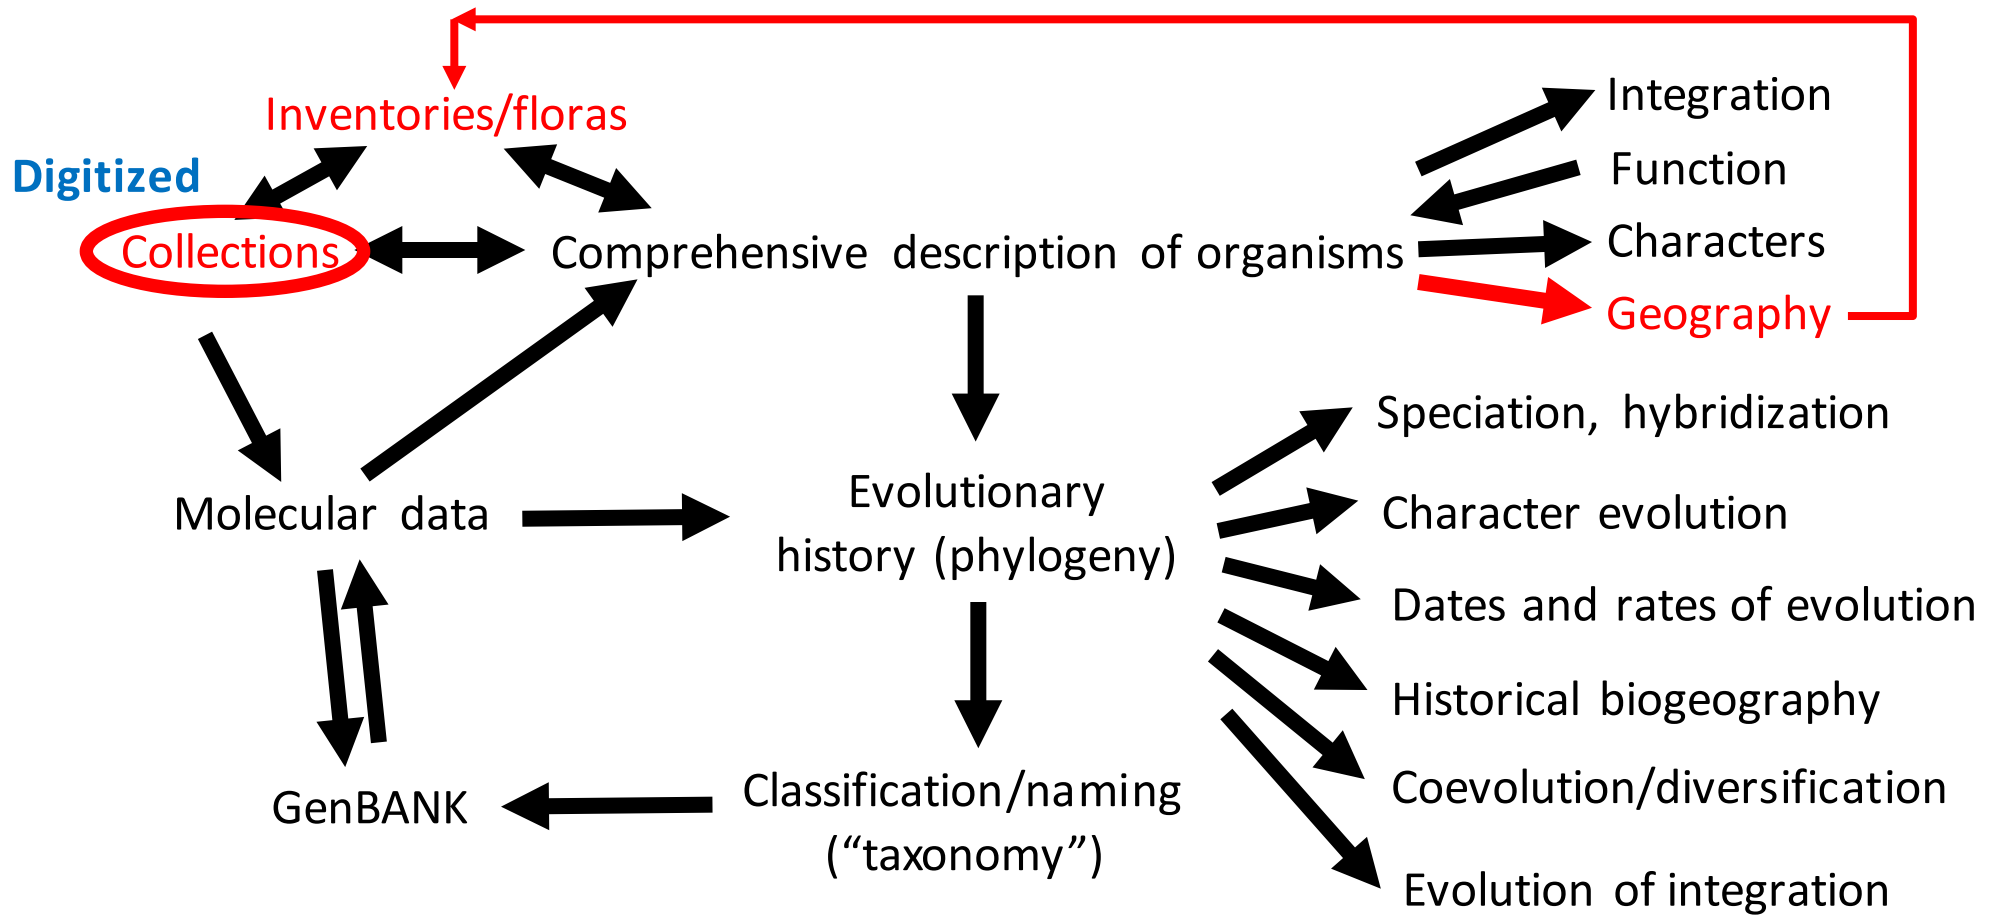 Inventories/floras
Digitized
Collections
Comprehensive description of organisms
Integration
Function
Characters
Geography
Molecular data
Evolutionary
history (phylogeny)
Speciation, hybridization
Character evolution
Dates and rates of evolution
Historical biogeography
Coevolution/diversification
Evolution of integration
GenBANK
Classification/naming
(“taxonomy”)